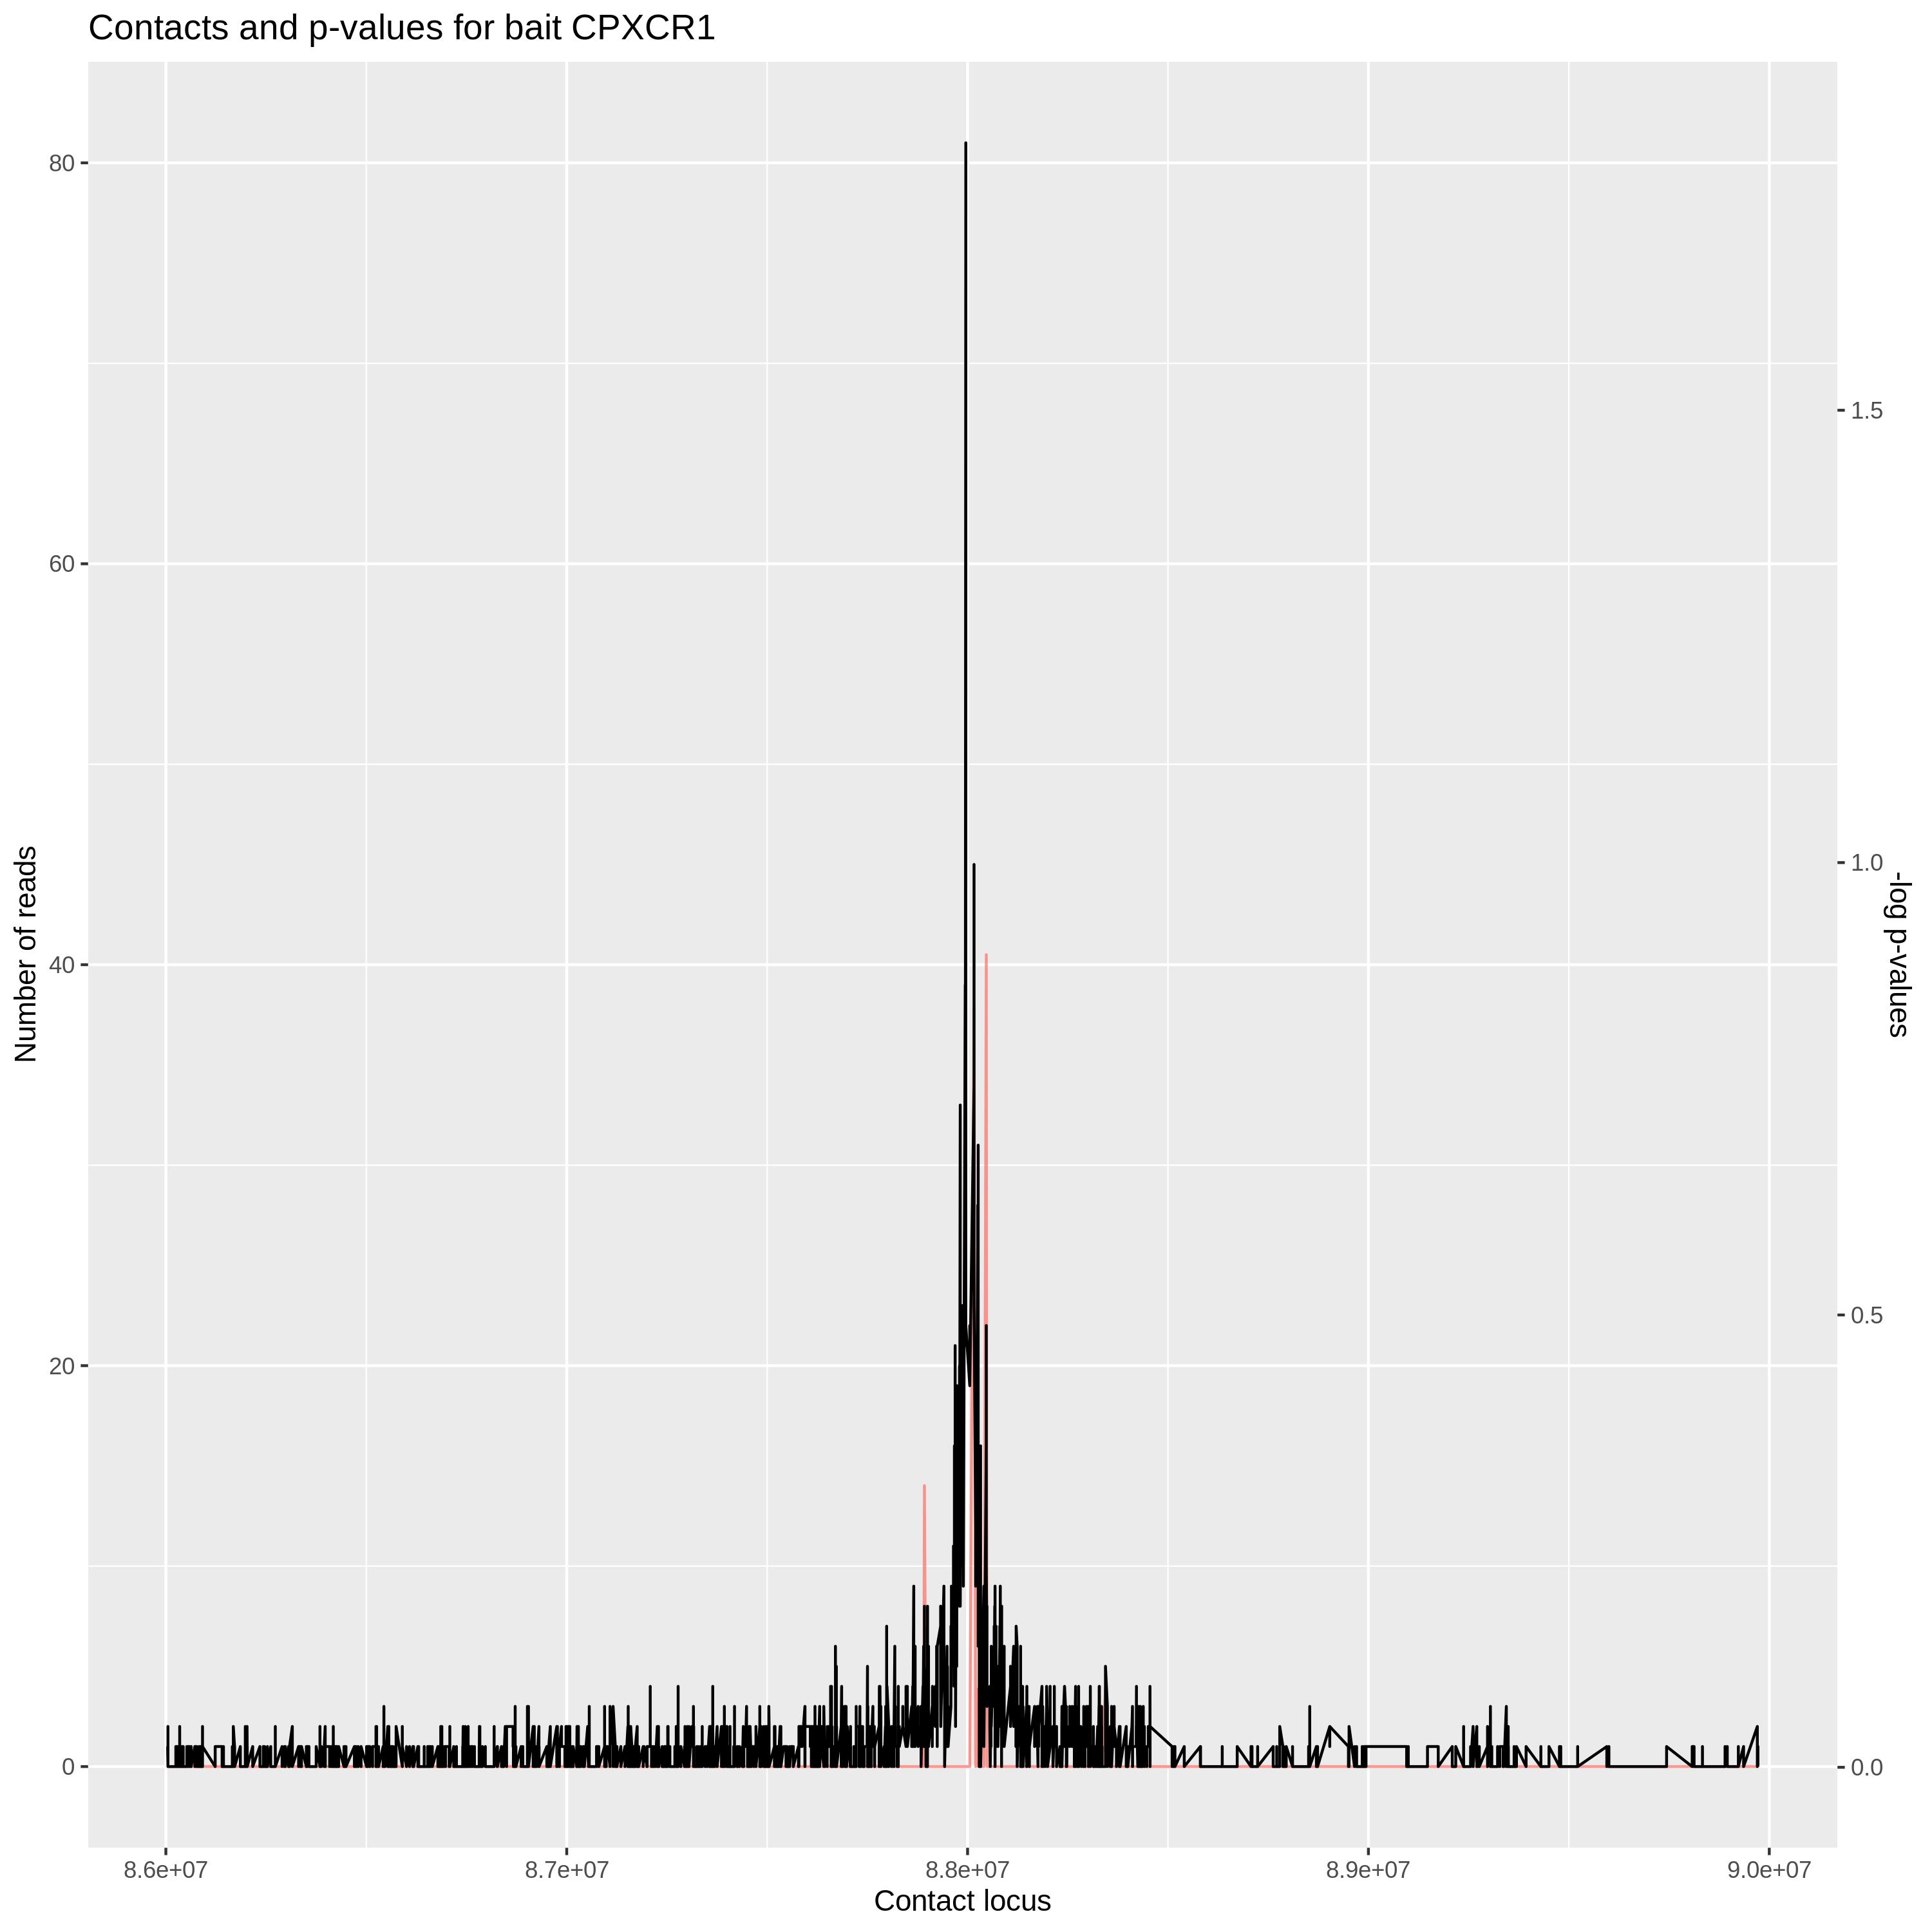 Contacts and p-values for bait CPXCR1
80
60
40
20
0
Number of reads
1.5
1.0
0.5
0.0
-log p-values
8.6e+07 8.7e+07 8.8e+07 8.9e+07 9.0e+07
Contact locus